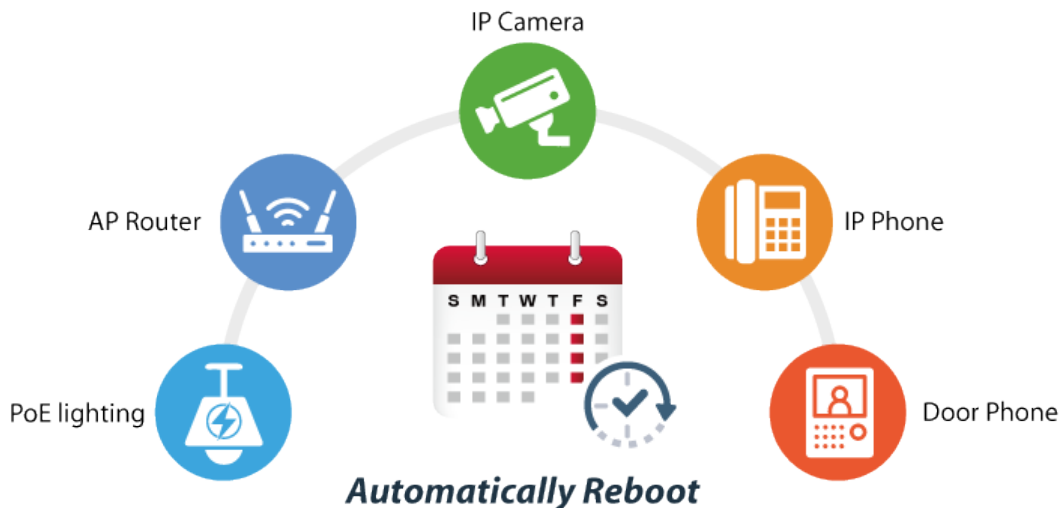 IP Camera
AP Router
IP Phone
S M T W T F S
PoE lighting
Door Phone
Automatically Reboot